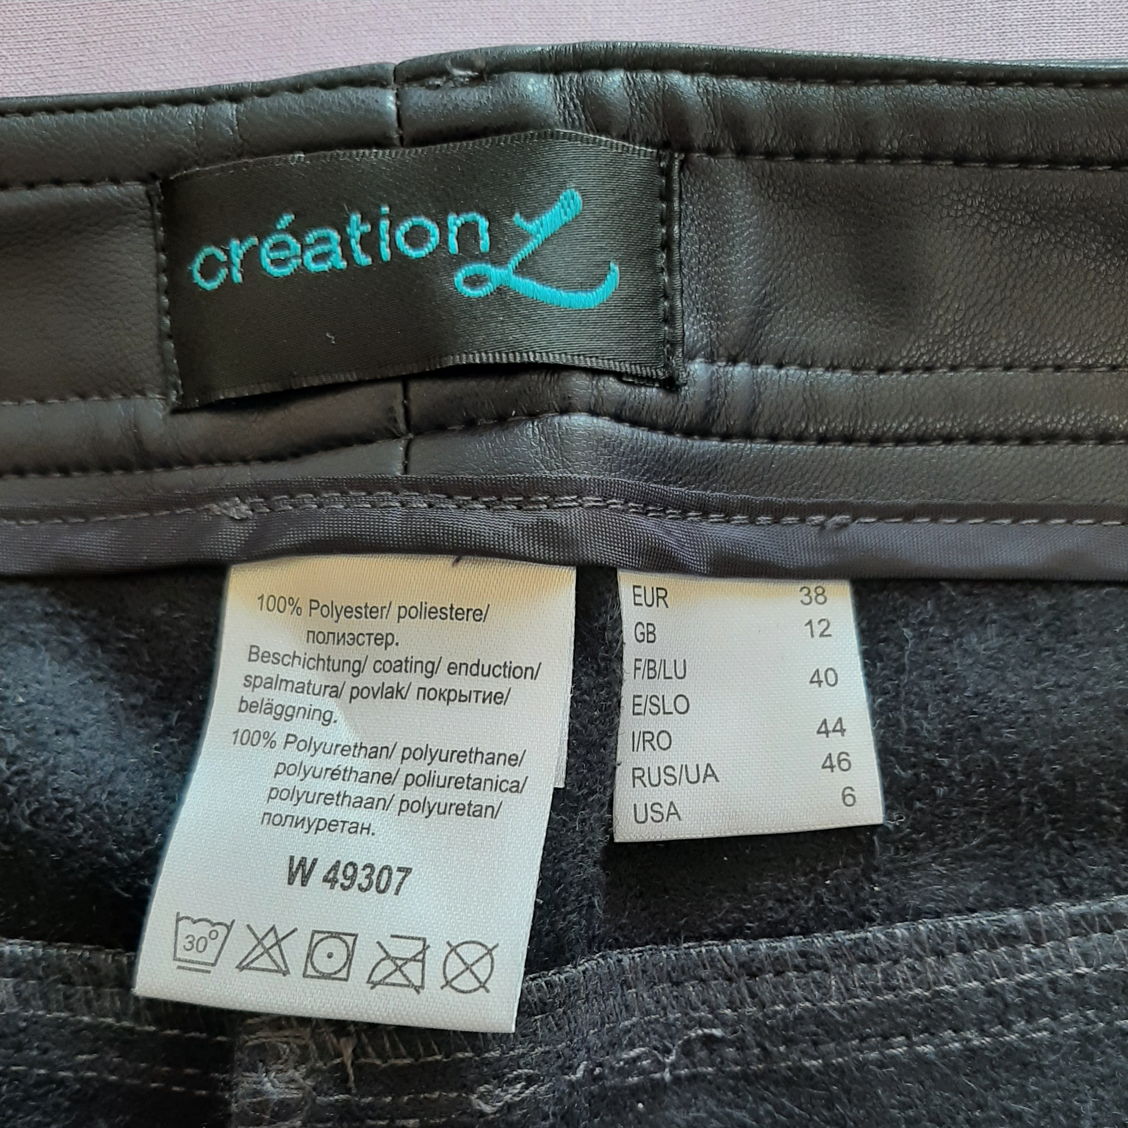 création L
100% Polyester/ poliestere/
полиэстер.
Beschichtung/ coating/ enduction/
spalmatura/ povlak/ покрытие/
beläggning.
100% Polyurethan/ polyurethane/
polyuréthane/ poliuretanica/
polyurethaan/ polyuretan/
полиуретан.
W 49307
30°
EUR 38
GB 12
F/B/LU
40
E/SLO
I/RO 44
RUS/UA 46
USA 6